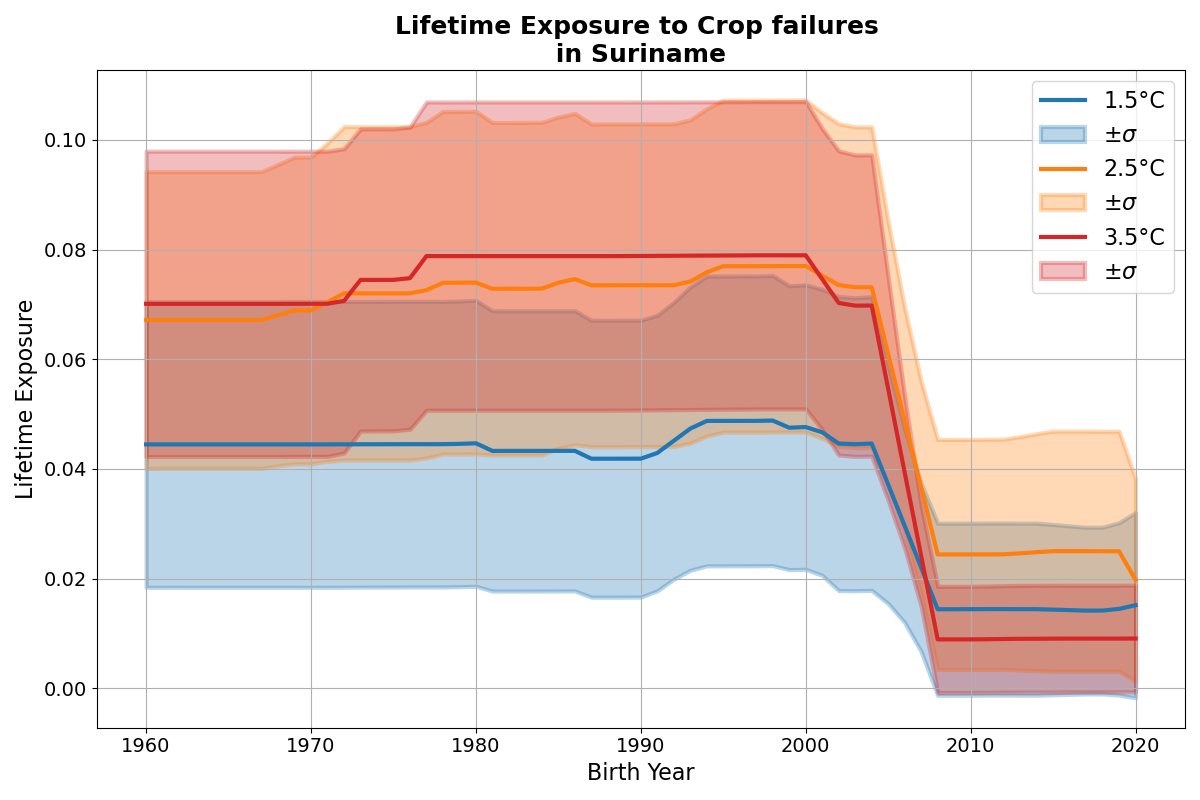 Lifetime Exposure to Crop failures
in Suriname
Lifetime Exposure
0.10
0.08
0.06
0.04
0.02
0.00
1960
1970
1980
1990
2000
2010
2020
Birth Year
1.5°C
±σ
2.5°C
±σ
3.5°C
±σ